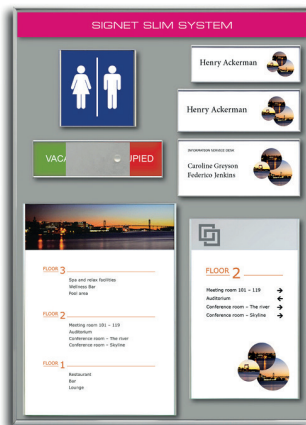 SIGNET SLIM SYSTEM
Henry Ackerman
Henry Ackerman
VACA UPIED
INFORMATION SERVICE DESK
Caroline Greyson
Federico Jenkins
FLOOR 3
Spa and relax facilities
Wellness Bar
Pool area
FLOOR 2
Meeting room 101 – 119
Auditorium
Conference room – The river
Conference room – Skyline
FLOOR 1
Restaurant
Bar
Lounge
FLOOR 2
Meeting room 101 – 119 →
Auditorium ←
Conference room – The river →
Conference room – Skyline →